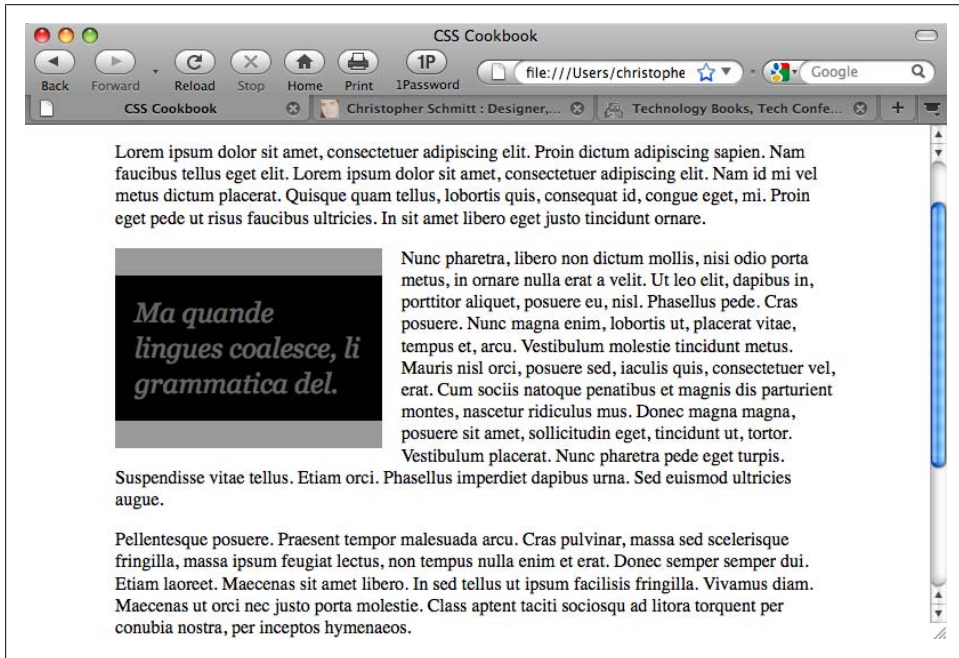 CSS Cookbook
1P
Back
Forward
Reload
Stop
Home
Print
1Password
file:///Users/christophe
Google
CSS Cookbook
Christopher Schmitt : Designer,...
Technology Books, Tech Confe...
Lorem ipsum dolor sit amet, consectetuer adipiscing elit. Proin dictum adipiscing sapien. Nam
faucibus tellus eget elit. Lorem ipsum dolor sit amet, consectetuer adipiscing elit. Nam id mi vel
metus dictum placerat. Quisque quam tellus, lobortis quis, consequat id, congue eget, mi. Proin
eget pede ut risus faucibus ultricies. In sit amet libero eget justo tincidunt ornare.
Ma quande
lingues coalesce, li
grammatica del.
Nunc pharetra, libero non dictum mollis, nisi odio porta
metus, in ornare nulla erat a velit. Ut leo elit, dapibus in,
porttitor aliquet, posuere eu, nisl. Phasellus pede. Cras
posuere. Nunc magna enim, lobortis ut, placerat vitae,
tempus et, arcu. Vestibulum molestie tincidunt metus.
Mauris nisl orci, posuere sed, iaculis quis, consectetuer vel,
erat. Cum sociis natoque penatibus et magnis dis parturient
montes, nascetur ridiculus mus. Donec magna magna,
posuere sit amet, sollicitudin eget, tincidunt ut, tortor.
Vestibulum placerat. Nunc pharetra pede eget turpis.
Suspendisse vitae tellus. Etiam orci. Phasellus imperdiet dapibus urna. Sed euismod ultricies
augue.
Pellentesque posuere. Praesent tempor malesuada arcu. Cras pulvinar, massa sed scelerisque
fringilla, massa ipsum feugiat lectus, non tempus nulla enim et erat. Donec semper semper dui.
Etiam laoreet. Maecenas sit amet libero. In sed tellus ut ipsum facilisis fringilla. Vivamus diam.
Maecenas ut orci nec justo porta molestie. Class aptent taciti sociosqu ad litora torquent per
conubia nostra, per inceptos hymenaeos.